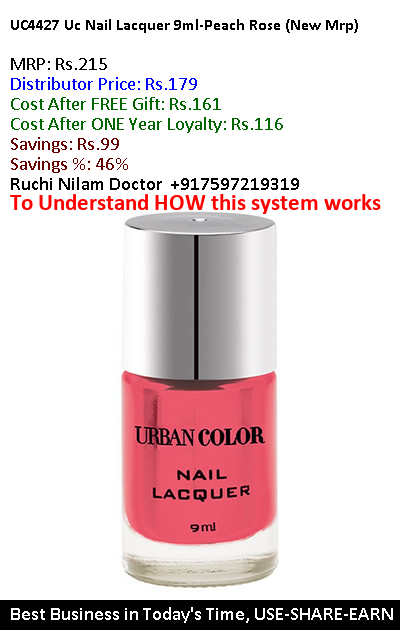 UC4427 Uc Nail Lacquer 9ml-Peach Rose (New Mrp)
MRP: Rs.215
Distributor Price: Rs.179
Cost After FREE Gift: Rs.161
Cost After ONE Year Loyalty: Rs.116
Savings: Rs.99
Savings %: 46%
Ruchi Nilam Doctor +917597219319
To Understand HOW this system works
URBAN COLOR
NAIL
LACQUER
9ml
Best Business in Today's Time, USE-SHARE-EARN